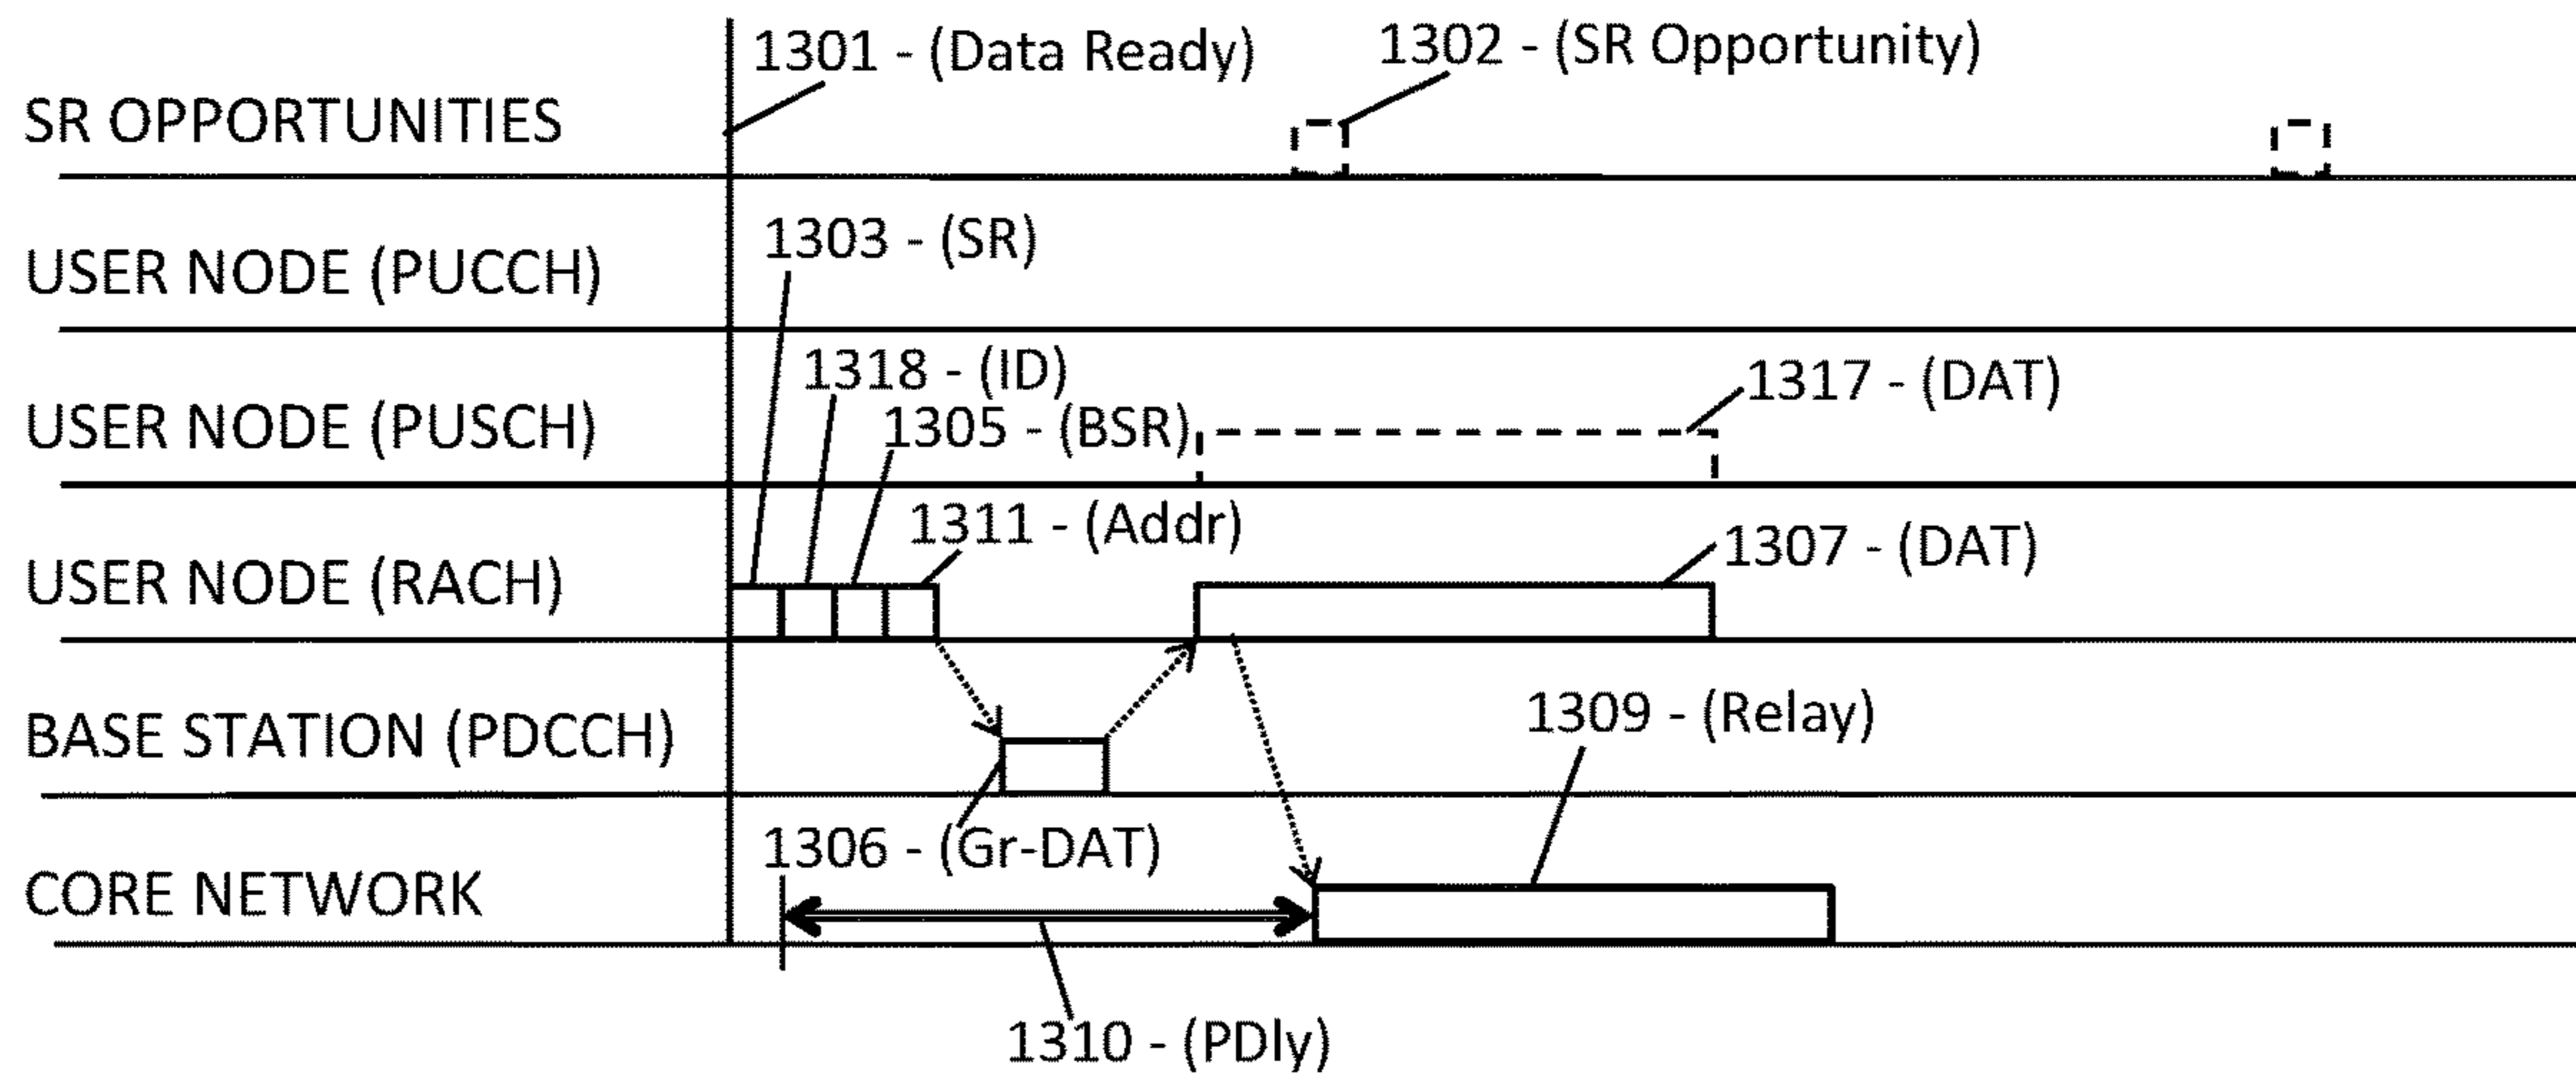 1301 - (Data Ready)
1302 - (SR Opportunity)
SR OPPORTUNITIES
1303 - (SR)
USER NODE (PUCCH)
1318 - (ID)
1317 - (DAT)
USER NODE (PUSCH)
1305 - (BSR)
1311 - (Addr)
1307 - (DAT)
USER NODE (RACH)
1309 - (Relay)
BASE STATION (PDCCH)
1306 - (Gr-DAT)
CORE NETWORK
1310 - (PDly)